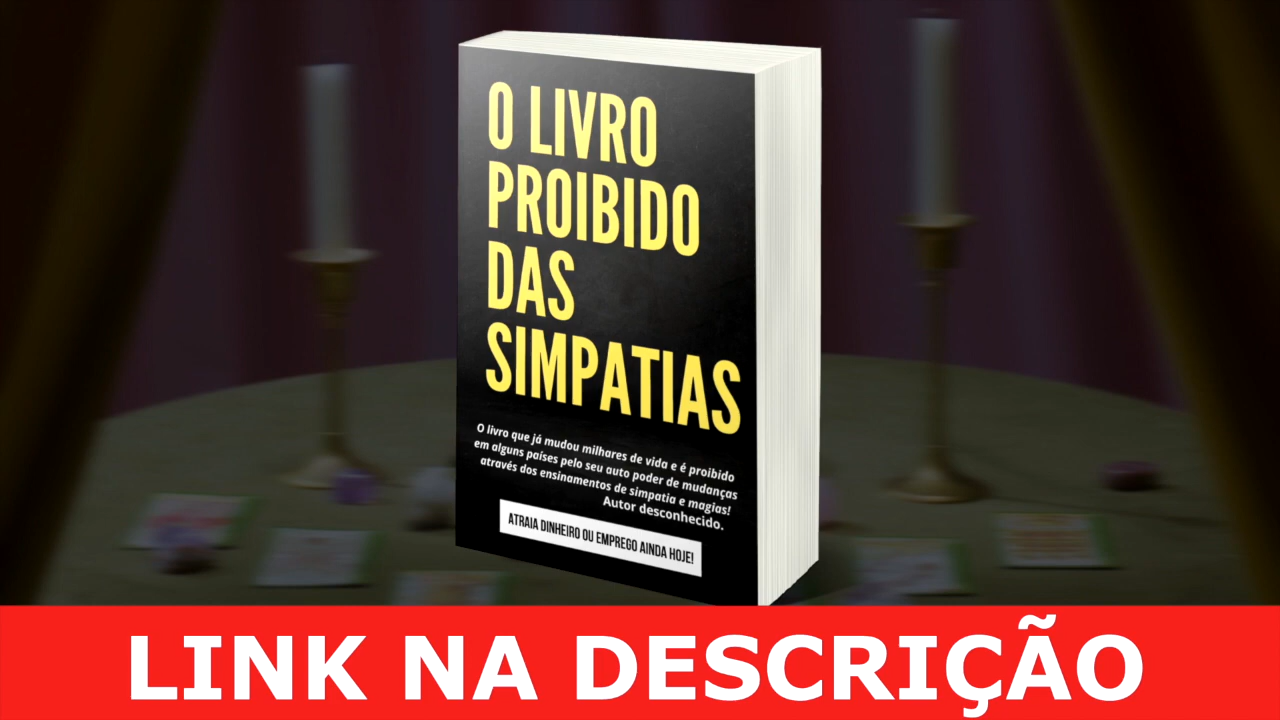 O LIVRO
PROIBIDO
DAS
SIMPATIAS
O livro que já mudou milhares de vida e é proibido
em alguns países pelo seu auto poder de mudanças
através dos ensinamentos de simpatia e magias!
Autor desconhecido.
ATRAIA DINHEIRO OU EMPREGO AINDA HOJE!
LINK NA DESCRIÇÃO